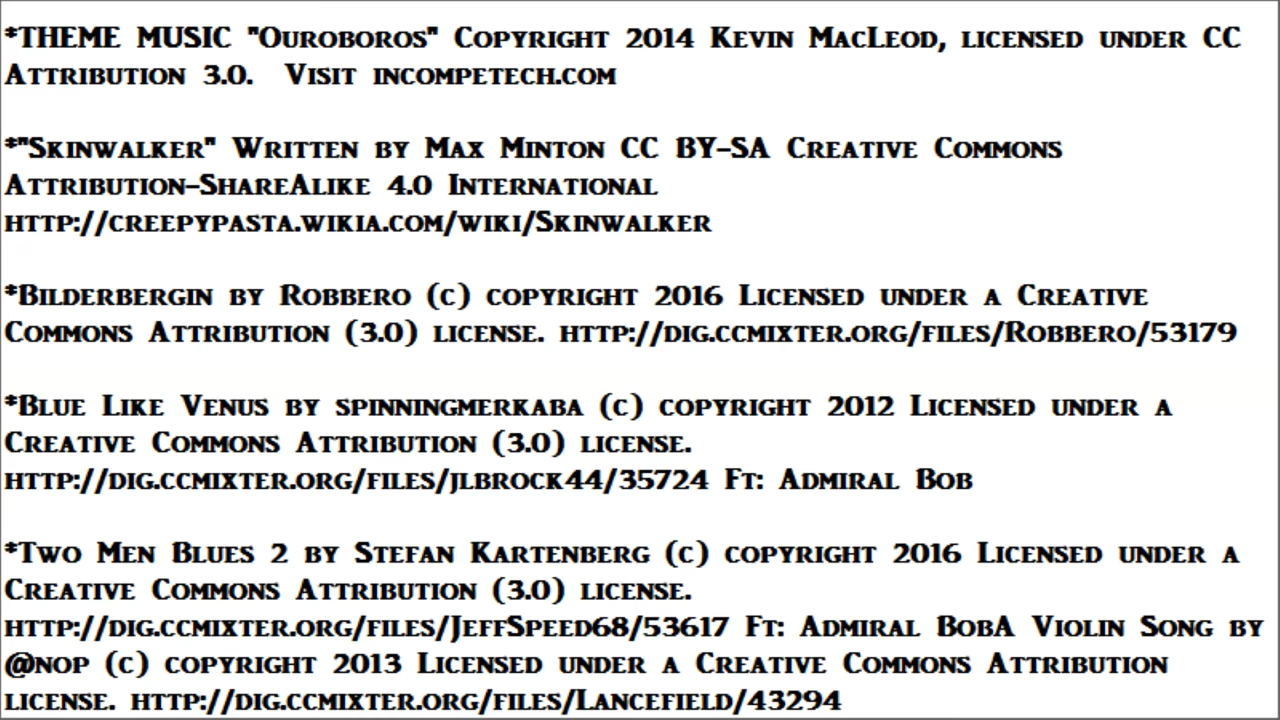 *THEME MUSIC "Ouroboros" Copyright 2014 Kevin MacLeod, licensed under CC
Attribution 3.0. Visit incompetech.com
*"Skinwalker" Written by Max Minton CC BY-SA Creative Commons
Attribution-ShareAlike 4.0 International
http://creepypasta.wikia.com/wiki/Skinwalker
*Bilderbergin by Robbero (c) copyright 2016 Licensed under a Creative
Commons Attribution (3.0) license. http://dig.ccmixter.org/files/Robbero/53179
*Blue Like Venus by spinningmerkaba (c) copyright 2012 Licensed under a
Creative Commons Attribution (3.0) license.
http://dig.ccmixter.org/files/jlbrock44/35724 Ft: Admiral Bob
*Two Men Blues 2 by Stefan Kartenberg (c) copyright 2016 Licensed under a
Creative Commons Attribution (3.0) license.
http://dig.ccmixter.org/files/JeffSpeed68/53617 Ft: Admiral BobA Violin Song by
@nop (c) copyright 2013 Licensed under a Creative Commons Attribution
license. http://dig.ccmixter.org/files/Lancefield/43294